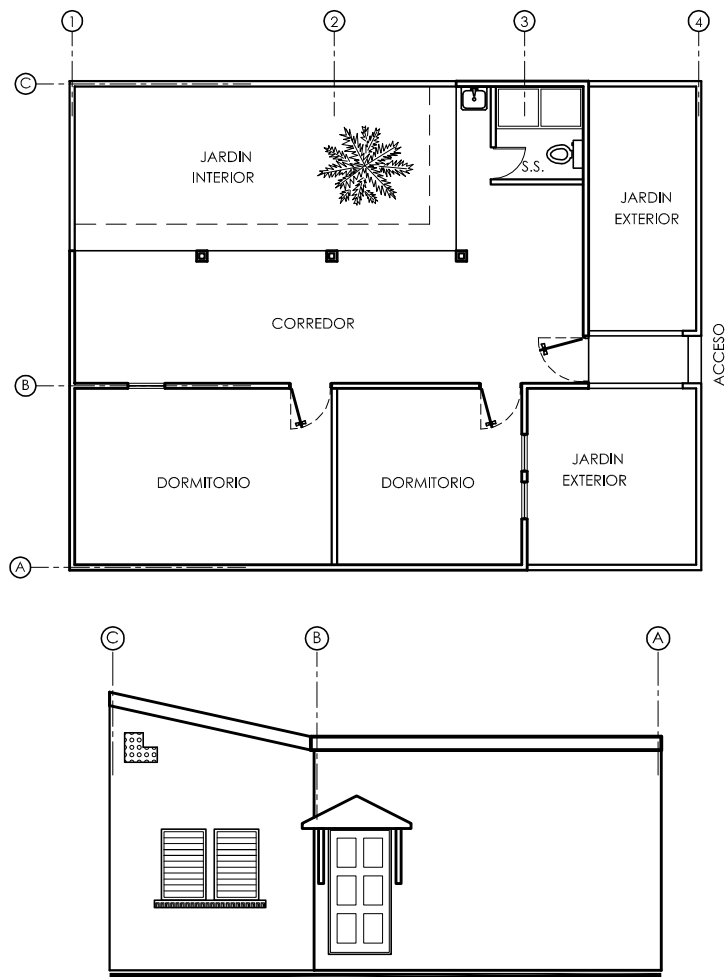 1
2
3
4
C
JARDIN
INTERIOR
S.S.
JARDIN
EXTERIOR
CORREDOR
ACCESO
B
DORMITORIO
DORMITORIO
JARDIN
EXTERIOR
A
C
B
A